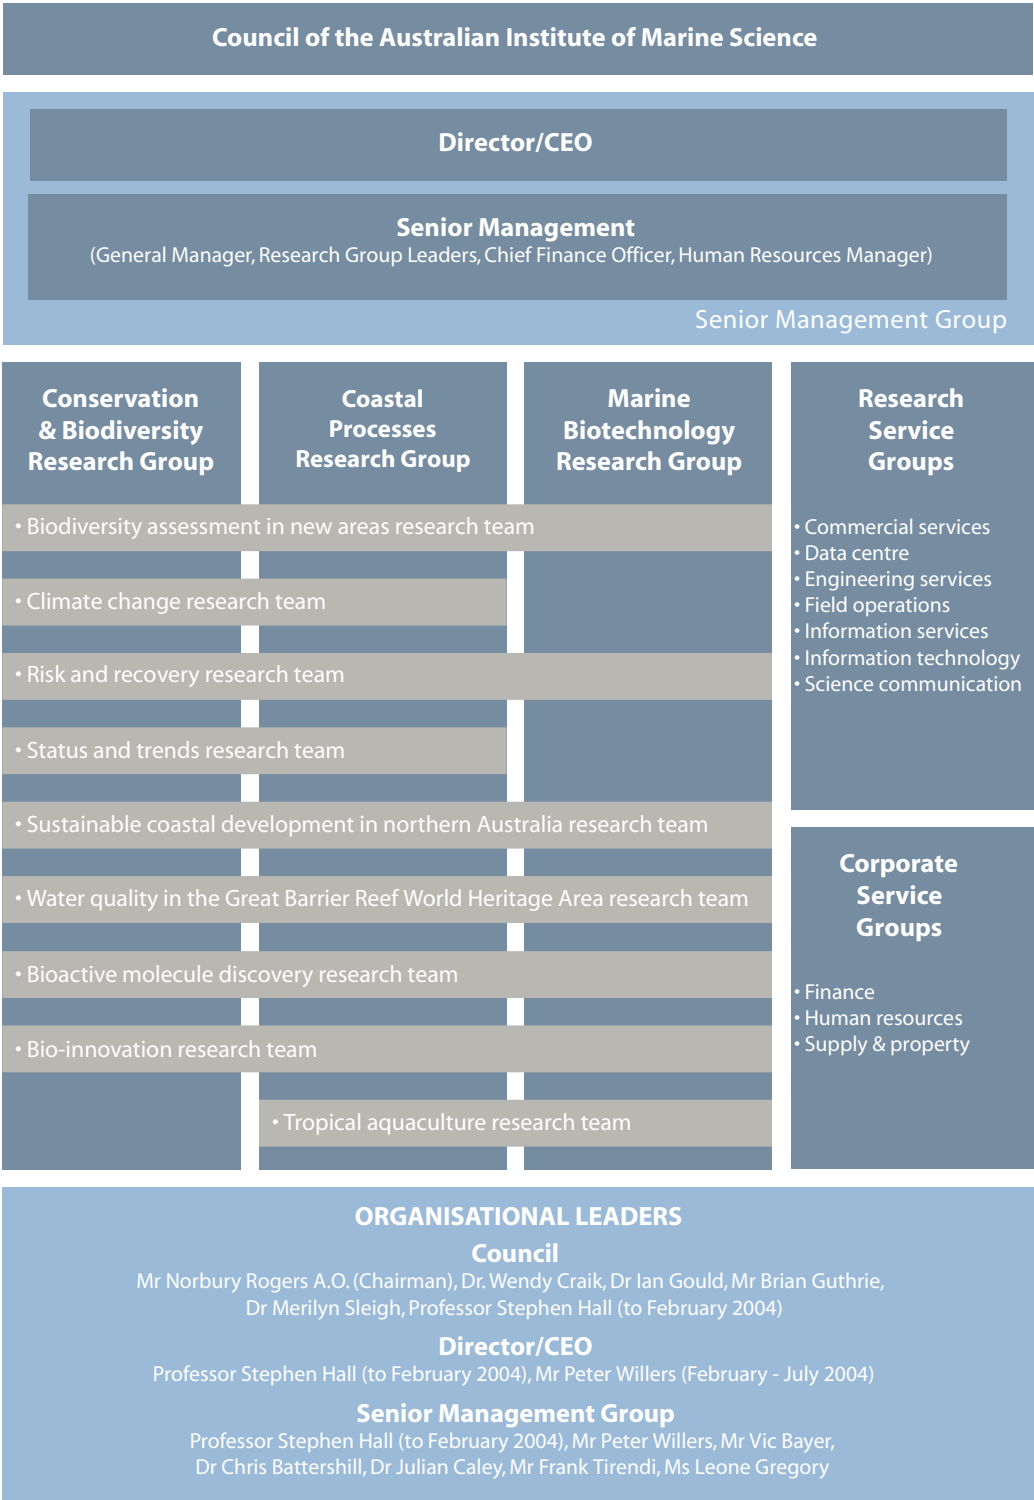 Council of the Australian Institute of Marine Science
Director/CEO
Senior Management
(General Manager, Research Group Leaders, Chief Finance Officer, Human Resources Manager)
Senior Management Group
Conservation
& Biodiversity
Research Group
Coastal
Processes
Research Group
Marine
Biotechnology
Research Group
• Biodiversity assessment in new areas research team
• Climate change research team
• Risk and recovery research team
• Status and trends research team
• Sustainable coastal development in northern Australia research team
• Water quality in the Great Barrier Reef World Heritage Area research team
• Bioactive molecule discovery research team
• Bio-innovation research team
• Tropical aquaculture research team
Research
Service
Groups
• Commercial services
• Data centre
• Engineering services
• Field operations
• Information services
• Information technology
• Science communication
Corporate
Service
Groups
• Finance
• Human resources
• Supply & property
ORGANISATIONAL LEADERS
Council
Mr Norbury Rogers A.O. (Chairman), Dr. Wendy Craik, Dr Ian Gould, Mr Brian Guthrie,
Dr Merilyn Sleigh, Professor Stephen Hall (to February 2004)
Director/CEO
Professor Stephen Hall (to February 2004), Mr Peter Willers (February - July 2004)
Senior Management Group
Professor Stephen Hall (to February 2004), Mr Peter Willers, Mr Vic Bayer,
Dr Chris Battershill, Dr Julian Caley, Mr Frank Tirendi, Ms Leone Gregory